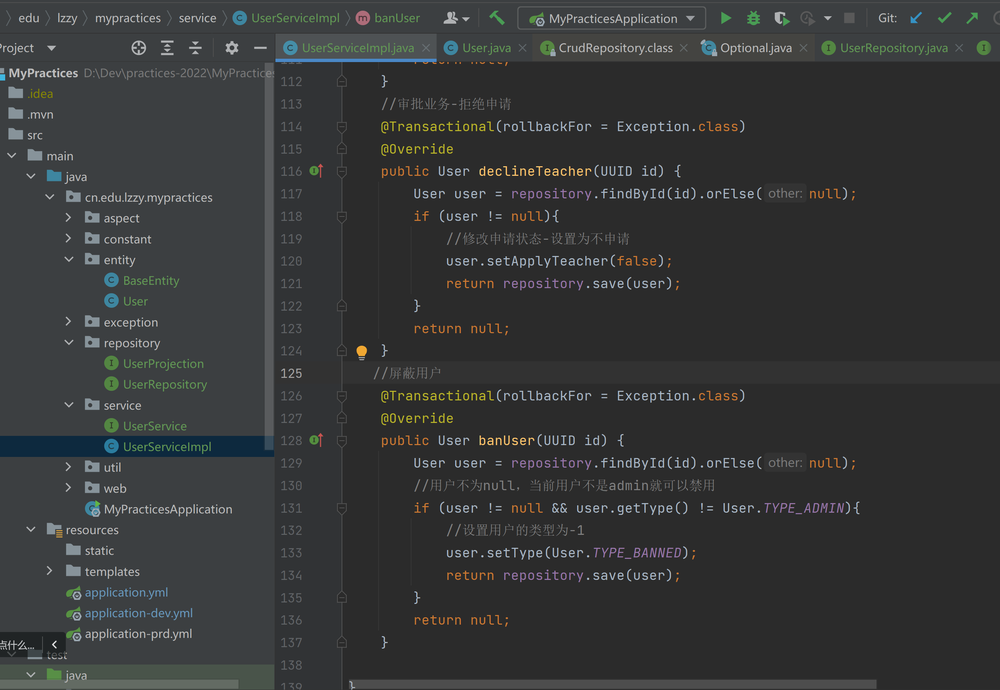 edu lzzy mypractices service UserServiceImpl banUser MyPracticesApplication Git:
Project
UserServiceImpl.java User.java CrudRepository.class Optional.java UserRepository.java
MyPractices D:\Dev\practices-2022\MyPractices
.idea
.mvn
src
main
java
cn.edu.lzzy.mypractices
aspect
constant
entity
BaseEntity
User
exception
repository
UserProjection
UserRepository
service
UserService
UserServiceImpl
util
web
MyPracticesApplication
resources
static
templates
application.yml
application-dev.yml
application-prd.yml
点什么...
test
java
111 return null;
112 }
113 //审批业务-拒绝申请
114 @Transactional(rollbackFor = Exception.class)
115 @Override
116 public User declineTeacher(UUID id) {
117 User user = repository.findById(id).orElse( other: null);
118 if (user != null){
119 //修改申请状态-设置为不申请
120 user.setApplyTeacher(false);
121 return repository.save(user);
122 }
123 return null;
124 }
125 //屏蔽用户
126 @Transactional(rollbackFor = Exception.class)
127 @Override
128 public User banUser(UUID id) {
129 User user = repository.findById(id).orElse( other: null);
130 //用户不为null，当前用户不是admin就可以禁用
131 if (user != null && user.getType() != User.TYPE_ADMIN){
132 //设置用户的类型为-1
133 user.setType(User.TYPE_BANNED);
134 return repository.save(user);
135 }
136 return null;
137 }
138
139 }